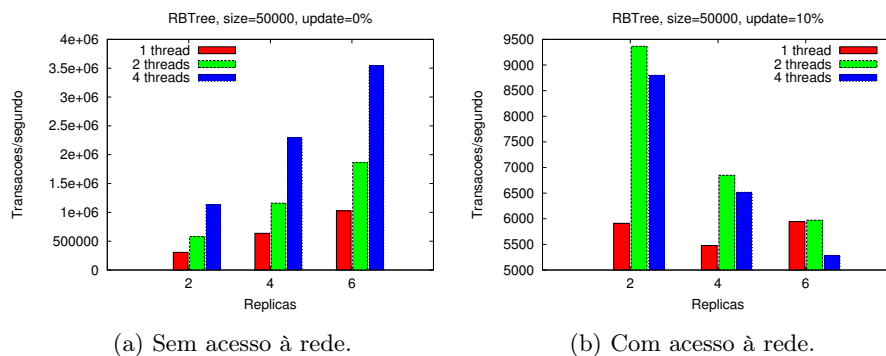 RBTree, size=50000, update=0%
1 thread
2 threads
4 threads
Transacoes/segundo
4e+06
3.5e+06
3e+06
2.5e+06
2e+06
1.5e+06
1e+06
500000
0
2 4 6
Replicas
(a) Sem acesso à rede.
RBTree, size=50000, update=10%
1 thread
2 threads
4 threads
Transacoes/segundo
9500
9000
8500
8000
7500
7000
6500
6000
5500
5000
2 4 6
Replicas
(b) Com acesso à rede.